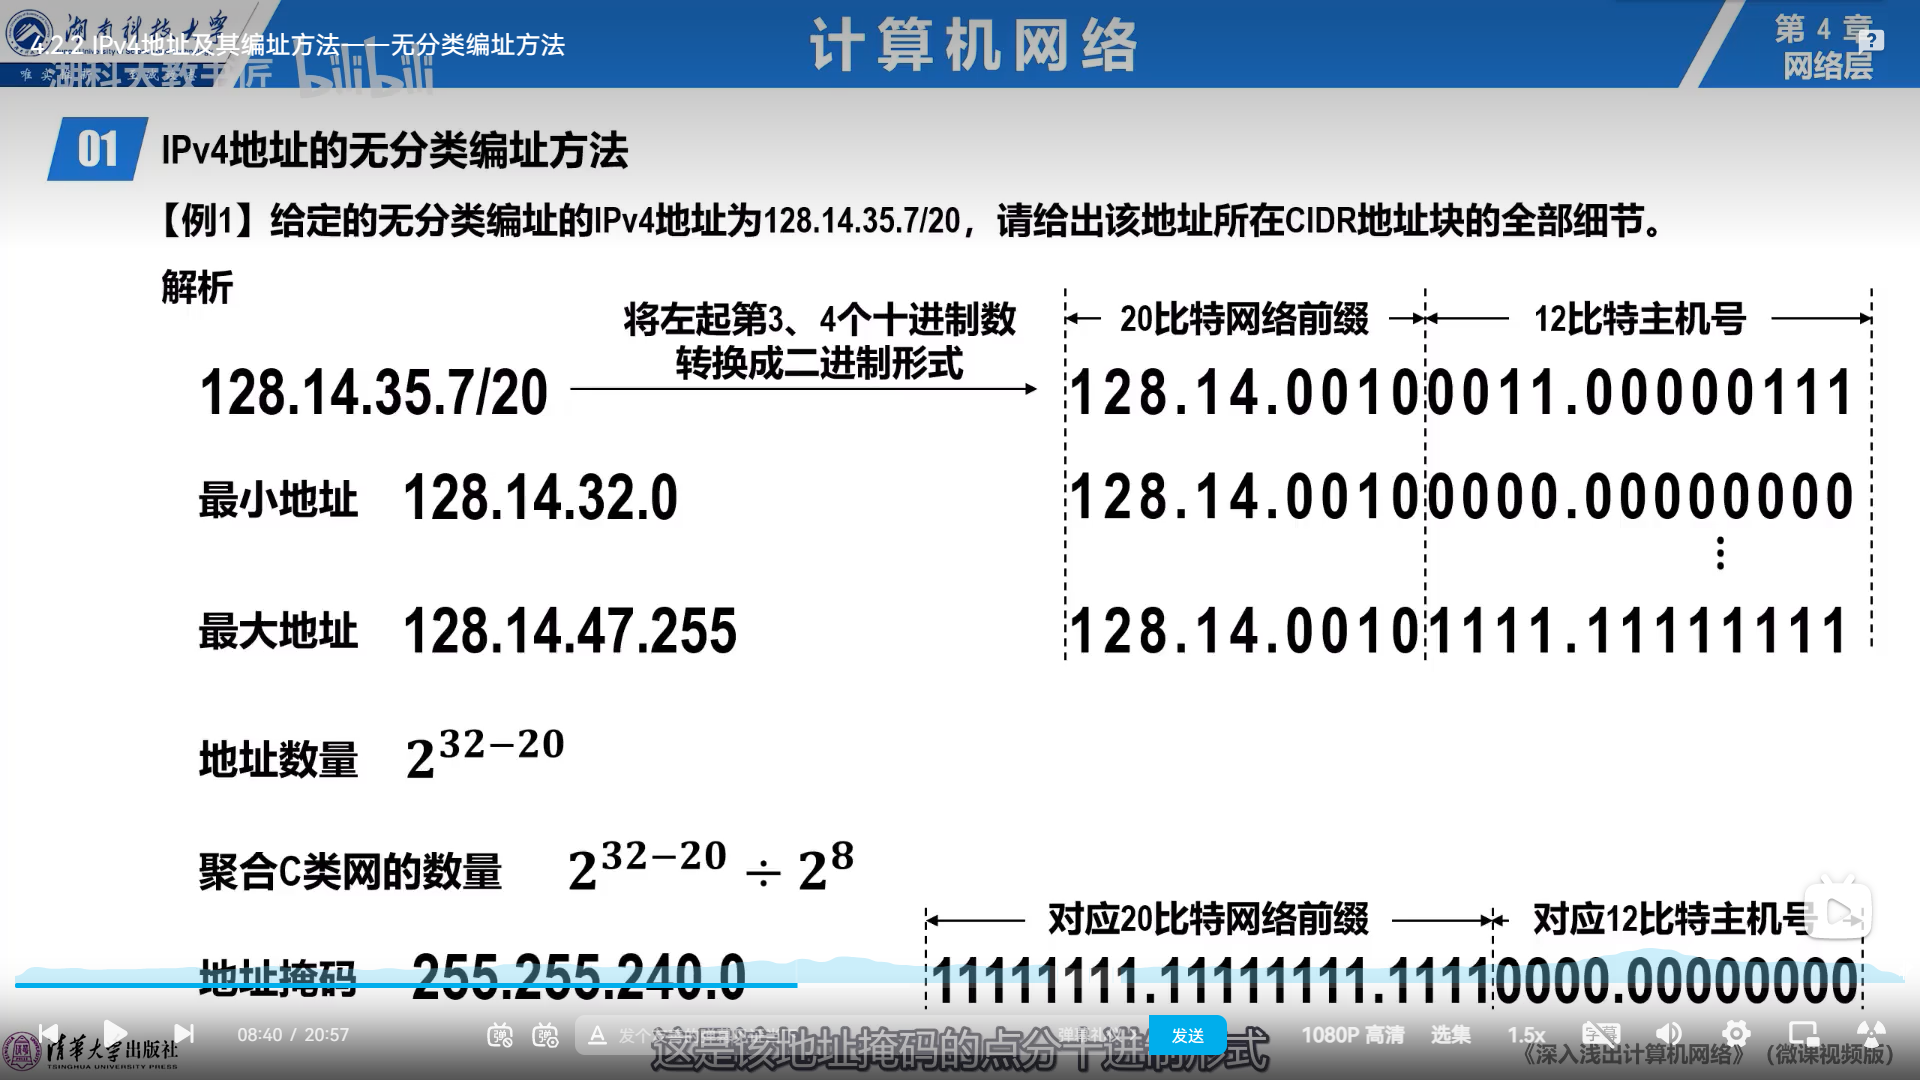 湖南科技大学
4.2.2 IPv4地址及其编址方法——无分类编址方法
湖科大教书匠 bilibili
计算机网络
第 4 章
网络层
01 IPv4地址的无分类编址方法
【例1】给定的无分类编址的IPv4地址为128.14.35.7/20，请给出该地址所在CIDR地址块的全部细节。
解析
将左起第3、4个十进制数
转换成二进制形式
20比特网络前缀 12比特主机号
128.14.35.7/20 128.14.00100011.00000111
最小地址 128.14.32.0 128.14.00100000.00000000
⋮
最大地址 128.14.47.255 128.14.00101111.11111111
地址数量 2^{32−20}
聚合C类网的数量 2^{32−20} ÷ 2^8
对应20比特网络前缀 对应12比特主机号
地址掩码 255.255.240.0 11111111.11111111.11110000.00000000
08:40 / 20:57
发送
1080P 高清
选集
1.5x
这是该地址掩码的点分十进制形式
清华大学出版社
TSINGHUA UNIVERSITY PRESS
《深入浅出计算机网络》（微课视频版）